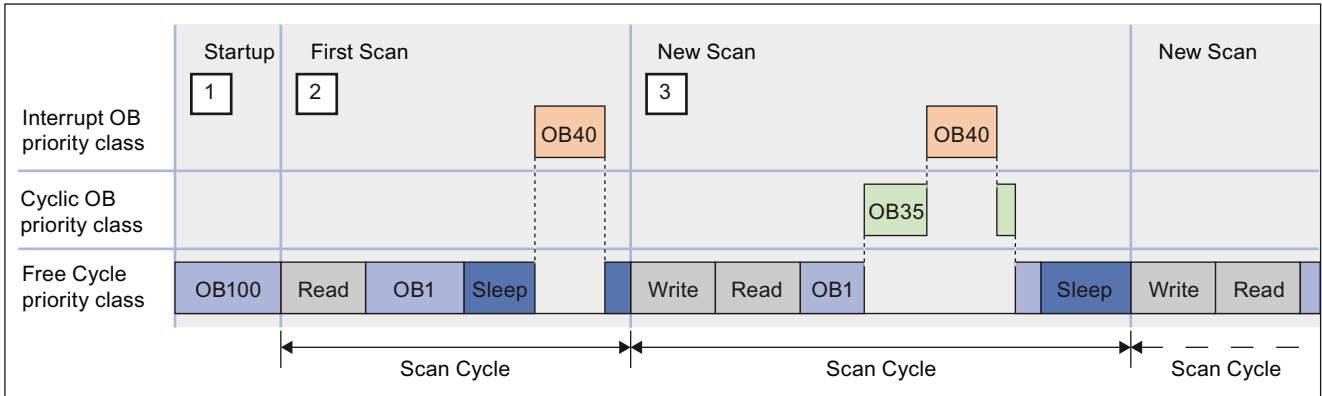 Startup
First Scan
New Scan
New Scan
1
2
3
Interrupt OB
priority class
OB40
OB40
Cyclic OB
priority class
OB35
Free Cycle
priority class
OB100
Read
OB1
Sleep
Write
Read
OB1
Sleep
Write
Read
Scan Cycle
Scan Cycle
Scan Cycle